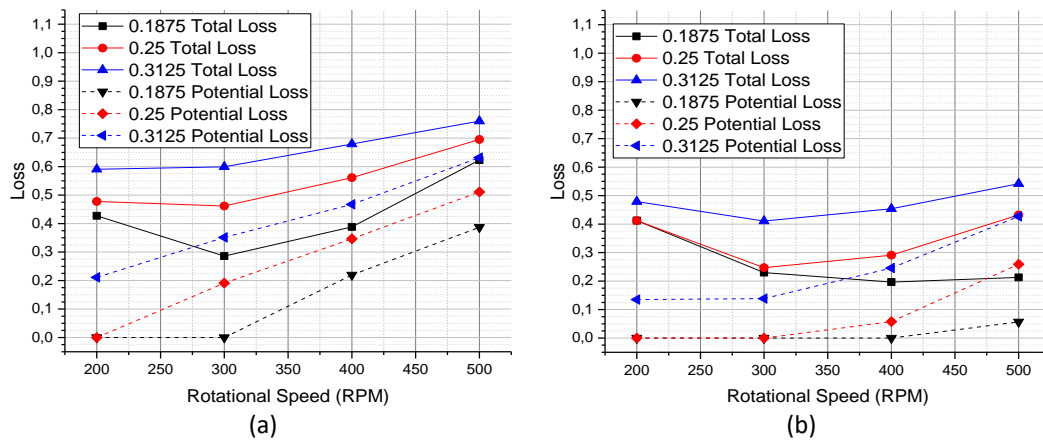 1,1
1,0
0,9
0,8
0,7
0,6
0,5
0,4
0,3
0,2
0,1
0,0
Loss
0.1875 Total Loss
0.25 Total Loss
0.3125 Total Loss
0.1875 Potential Loss
0.25 Potential Loss
0.3125 Potential Loss
200 250 300 350 400 450 500
Rotational Speed (RPM)
(a)
1,1
1,0
0,9
0,8
0,7
0,6
0,5
0,4
0,3
0,2
0,1
0,0
Loss
0.1875 Total Loss
0.25 Total Loss
0.3125 Total Loss
0.1875 Potential Loss
0.25 Potential Loss
0.3125 Potential Loss
200 250 300 350 400 450 500
Rotational Speed (RPM)
(b)